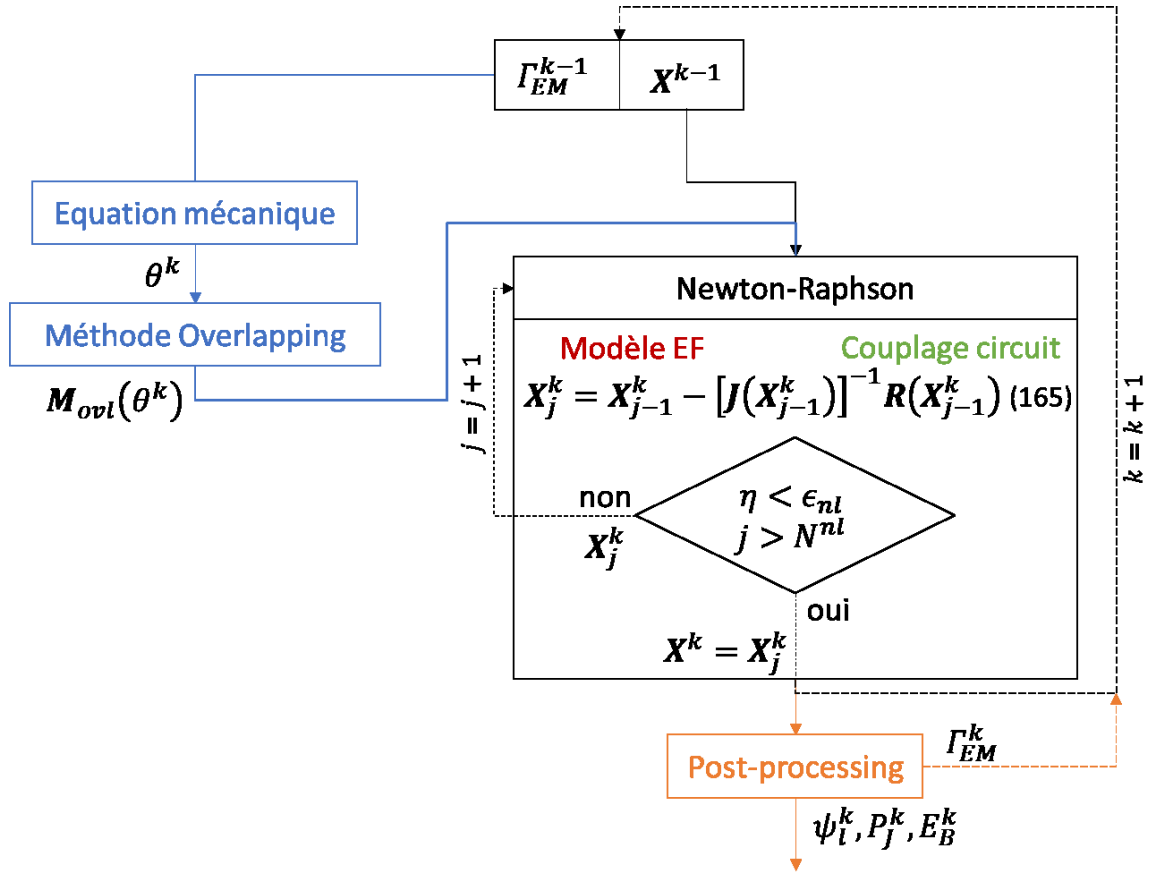 Γ_EM^{k−1} X^{k−1}
Equation mécanique
θ^k
Méthode Overlapping
M_ovl(θ^k)
Newton-Raphson
Modèle EF Couplage circuit
X_j^k = X_{j−1}^k − [J(X_{j−1}^k)]^{−1} R(X_{j−1}^k) (165)
j = j + 1
k = k + 1
non
η < ϵ_nl
j > N^{nl}
X_j^k
oui
X^k = X_j^k
Post-processing
Γ_EM^k
ψ_l^k, P_J^k, E_B^k